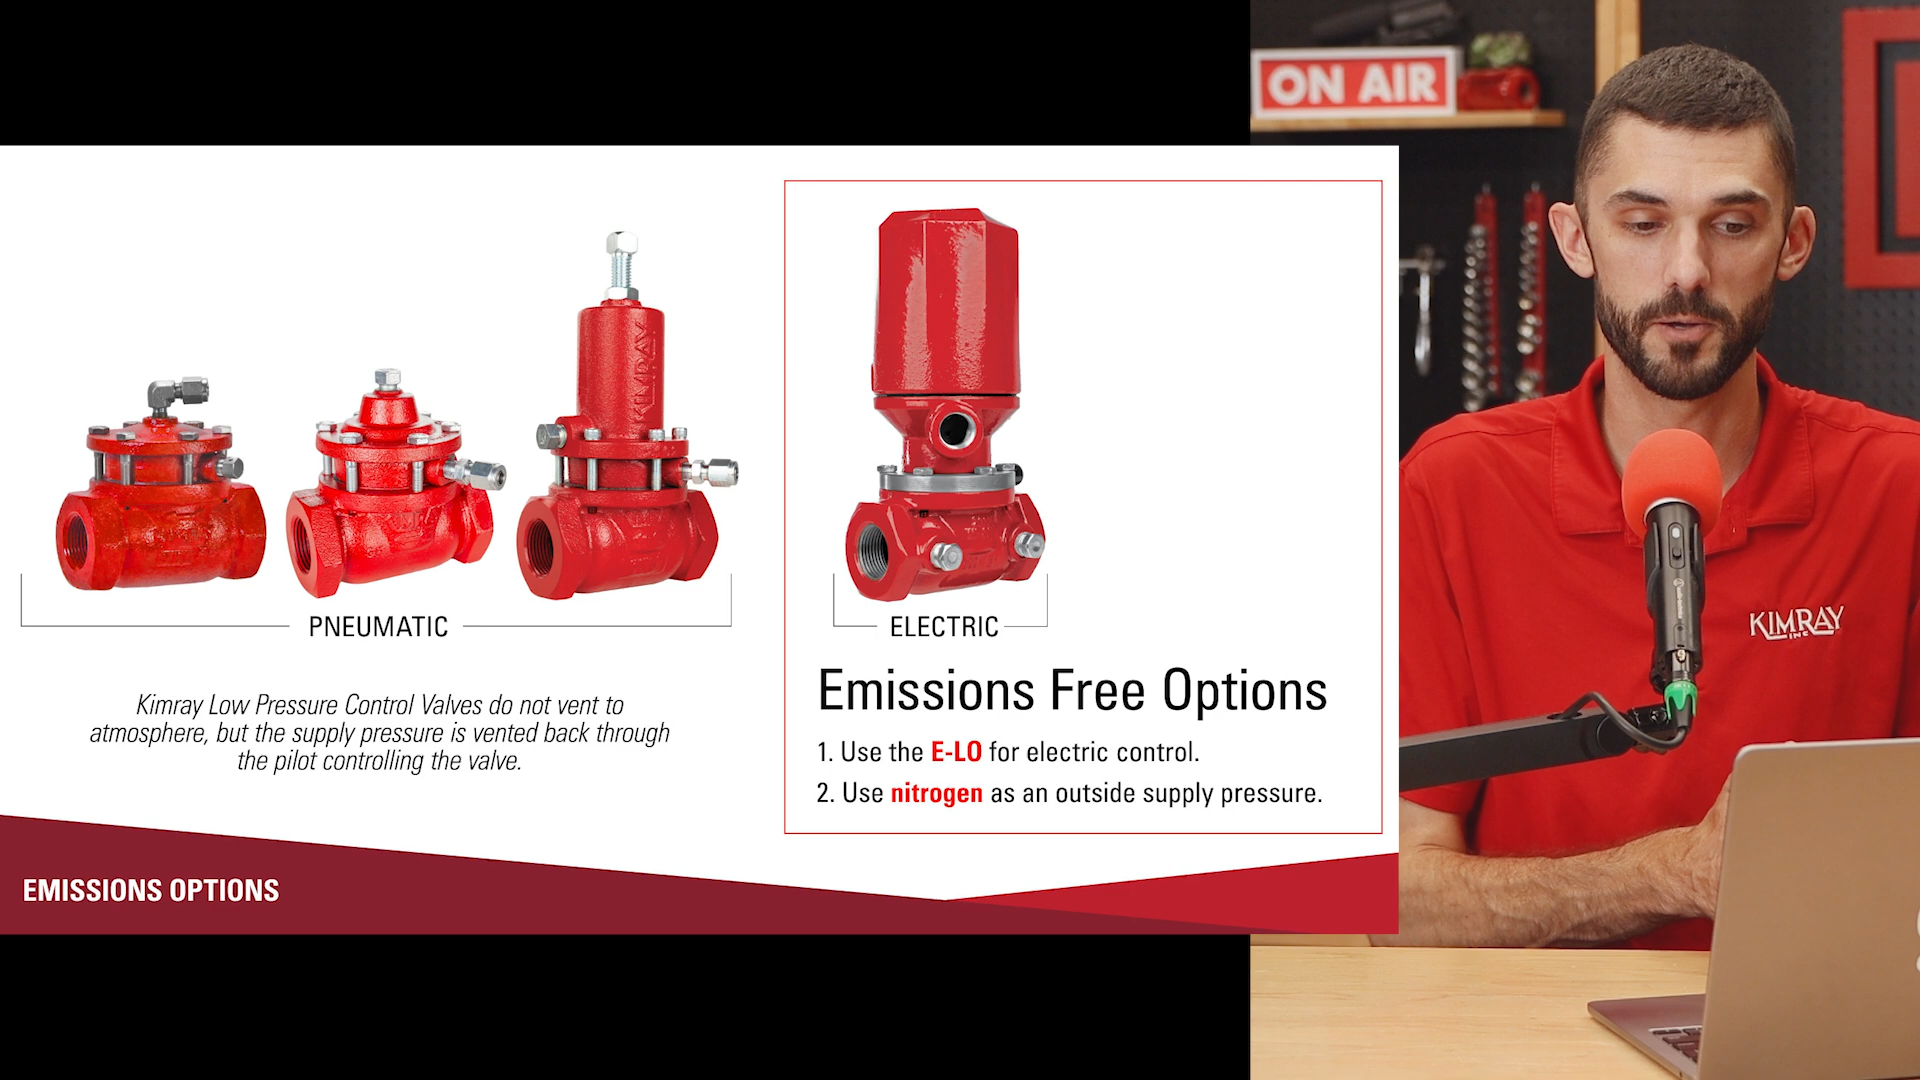 ON AIR
KIMRAY
PNEUMATIC
ELECTRIC
Kimray Low Pressure Control Valves do not vent to
atmosphere, but the supply pressure is vented back through
the pilot controlling the valve.
Emissions Free Options
1. Use the E-LO for electric control.
2. Use nitrogen as an outside supply pressure.
EMISSIONS OPTIONS
KIMRAY
INC